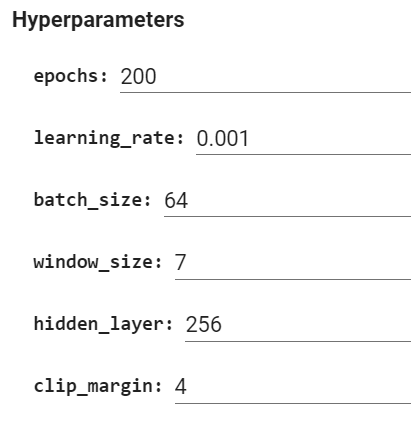 Hyperparameters
epochs: 200
learning_rate: 0.001
batch_size: 64
window_size: 7
hidden_layer: 256
clip_margin: 4